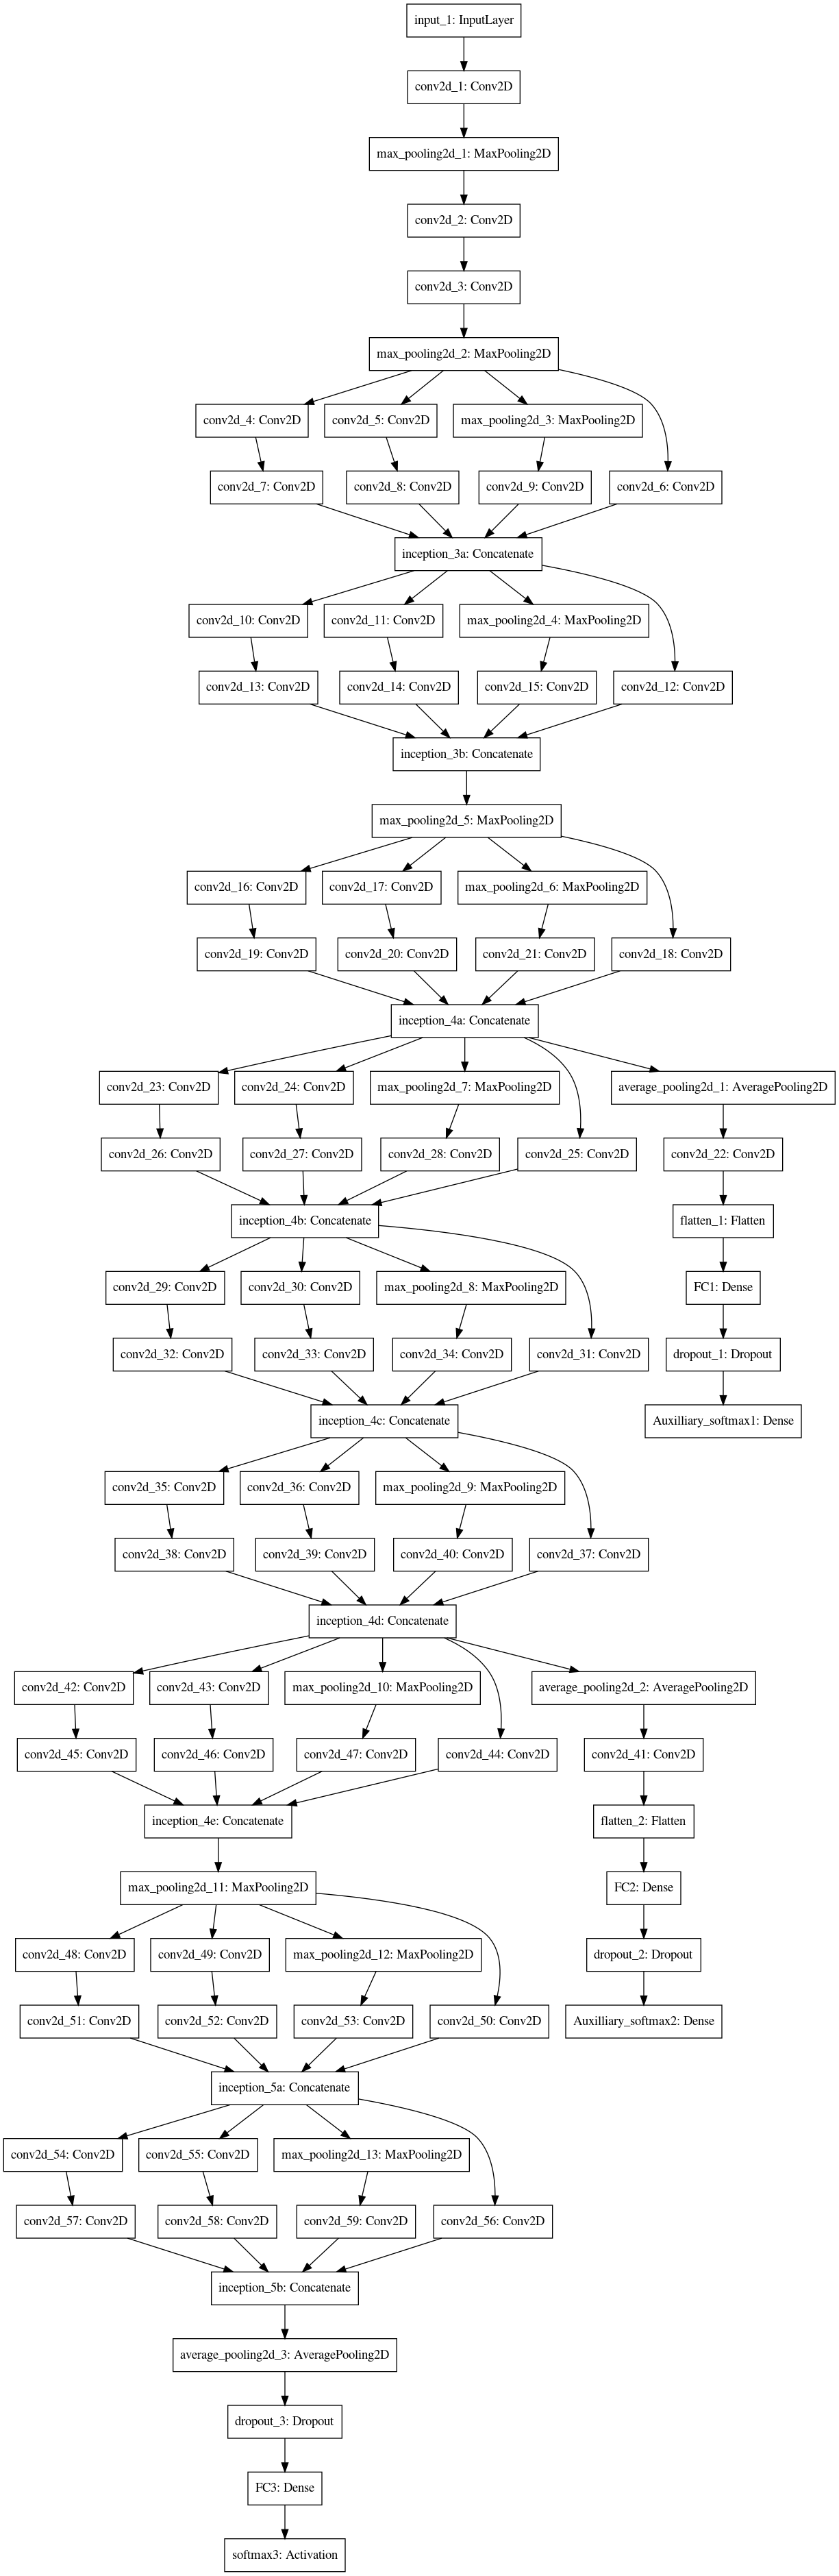 input_1: InputLayer
conv2d_1: Conv2D
max_pooling2d_1: MaxPooling2D
conv2d_2: Conv2D
conv2d_3: Conv2D
max_pooling2d_2: MaxPooling2D
conv2d_4: Conv2D
conv2d_5: Conv2D
max_pooling2d_3: MaxPooling2D
conv2d_7: Conv2D
conv2d_8: Conv2D
conv2d_9: Conv2D
conv2d_6: Conv2D
inception_3a: Concatenate
conv2d_10: Conv2D
conv2d_11: Conv2D
max_pooling2d_4: MaxPooling2D
conv2d_13: Conv2D
conv2d_14: Conv2D
conv2d_15: Conv2D
conv2d_12: Conv2D
inception_3b: Concatenate
max_pooling2d_5: MaxPooling2D
conv2d_16: Conv2D
conv2d_17: Conv2D
max_pooling2d_6: MaxPooling2D
conv2d_19: Conv2D
conv2d_20: Conv2D
conv2d_21: Conv2D
conv2d_18: Conv2D
inception_4a: Concatenate
conv2d_23: Conv2D
conv2d_24: Conv2D
max_pooling2d_7: MaxPooling2D
average_pooling2d_1: AveragePooling2D
conv2d_26: Conv2D
conv2d_27: Conv2D
conv2d_28: Conv2D
conv2d_25: Conv2D
conv2d_22: Conv2D
inception_4b: Concatenate
flatten_1: Flatten
conv2d_29: Conv2D
conv2d_30: Conv2D
max_pooling2d_8: MaxPooling2D
FC1: Dense
conv2d_32: Conv2D
conv2d_33: Conv2D
conv2d_34: Conv2D
conv2d_31: Conv2D
dropout_1: Dropout
inception_4c: Concatenate
Auxilliary_softmax1: Dense
conv2d_35: Conv2D
conv2d_36: Conv2D
max_pooling2d_9: MaxPooling2D
conv2d_38: Conv2D
conv2d_39: Conv2D
conv2d_40: Conv2D
conv2d_37: Conv2D
inception_4d: Concatenate
conv2d_42: Conv2D
conv2d_43: Conv2D
max_pooling2d_10: MaxPooling2D
average_pooling2d_2: AveragePooling2D
conv2d_45: Conv2D
conv2d_46: Conv2D
conv2d_47: Conv2D
conv2d_44: Conv2D
conv2d_41: Conv2D
inception_4e: Concatenate
flatten_2: Flatten
max_pooling2d_11: MaxPooling2D
FC2: Dense
conv2d_48: Conv2D
conv2d_49: Conv2D
max_pooling2d_12: MaxPooling2D
dropout_2: Dropout
conv2d_51: Conv2D
conv2d_52: Conv2D
conv2d_53: Conv2D
conv2d_50: Conv2D
Auxilliary_softmax2: Dense
inception_5a: Concatenate
conv2d_54: Conv2D
conv2d_55: Conv2D
max_pooling2d_13: MaxPooling2D
conv2d_57: Conv2D
conv2d_58: Conv2D
conv2d_59: Conv2D
conv2d_56: Conv2D
inception_5b: Concatenate
average_pooling2d_3: AveragePooling2D
dropout_3: Dropout
FC3: Dense
softmax3: Activation